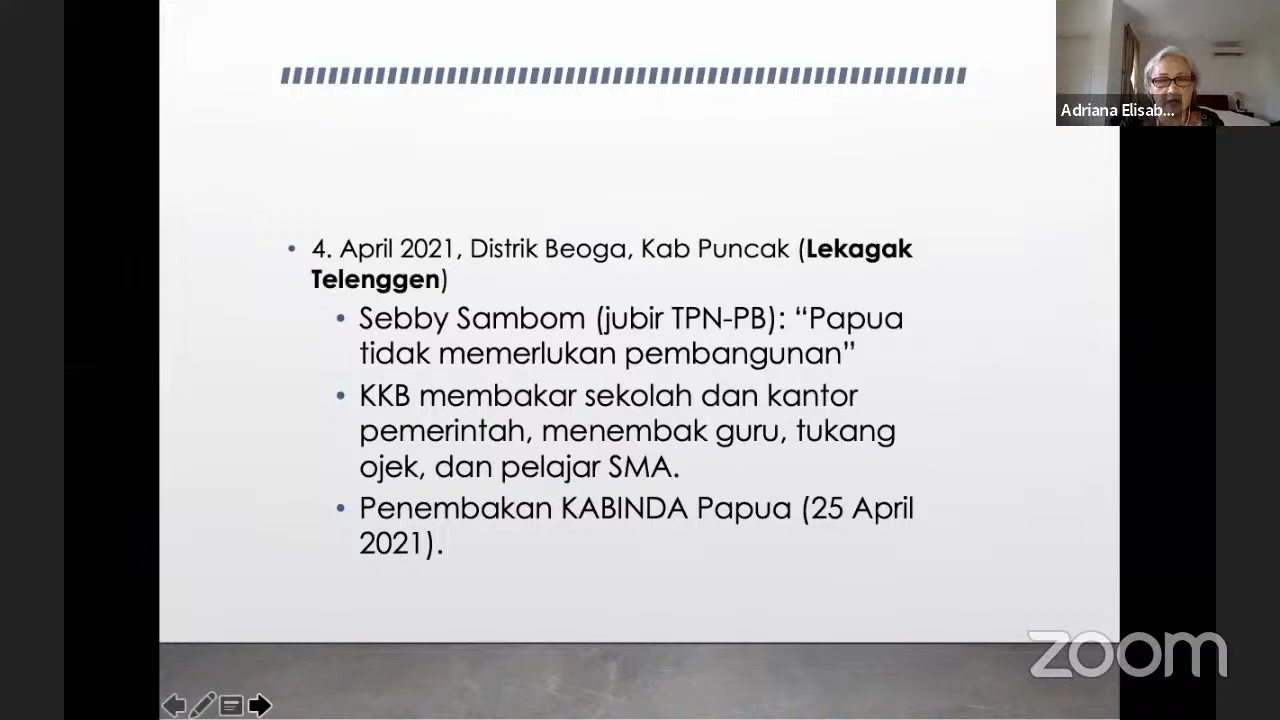 Adriana Elisab...
• 4. April 2021, Distrik Beoga, Kab Puncak (Lekagak
Telenggen)
• Sebby Sambom (jubir TPN-PB): “Papua
tidak memerlukan pembangunan”
• KKB membakar sekolah dan kantor
pemerintah, menembak guru, tukang
ojek, dan pelajar SMA.
• Penembakan KABINDA Papua (25 April
2021).
zoom